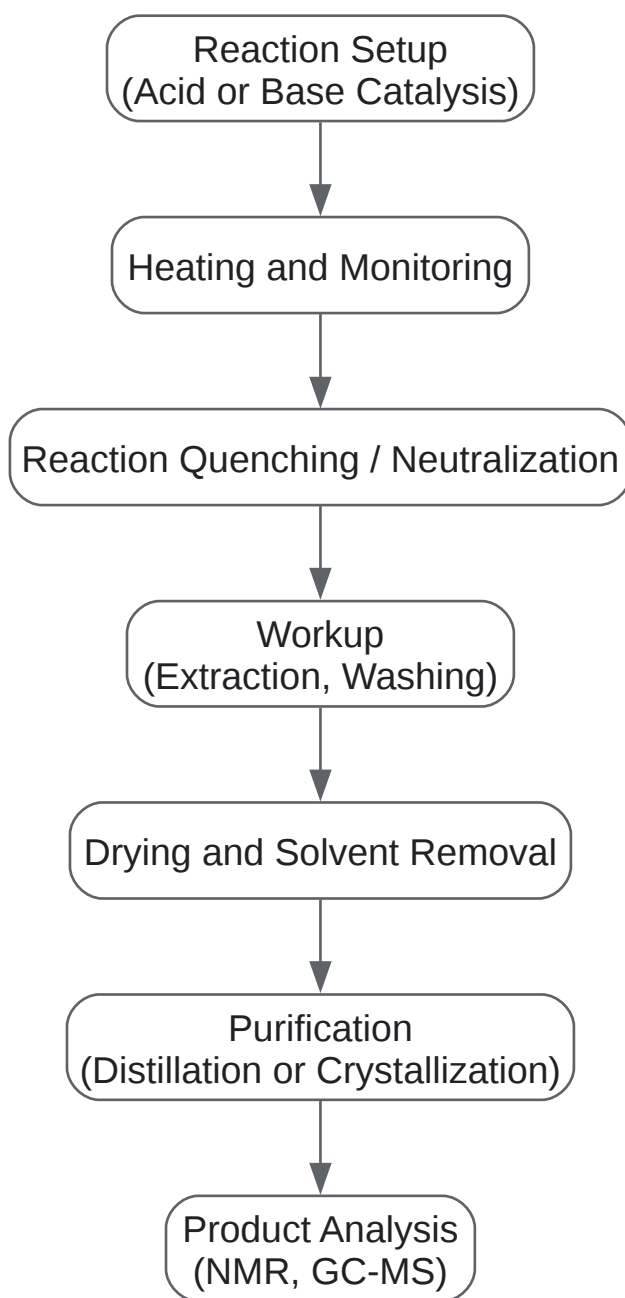 Reaction Setup
(Acid or Base Catalysis)
Heating and Monitoring
Reaction Quenching / Neutralization
Workup
(Extraction, Washing)
Drying and Solvent Removal
Purification
(Distillation or Crystallization)
Product Analysis
(NMR, GC-MS)